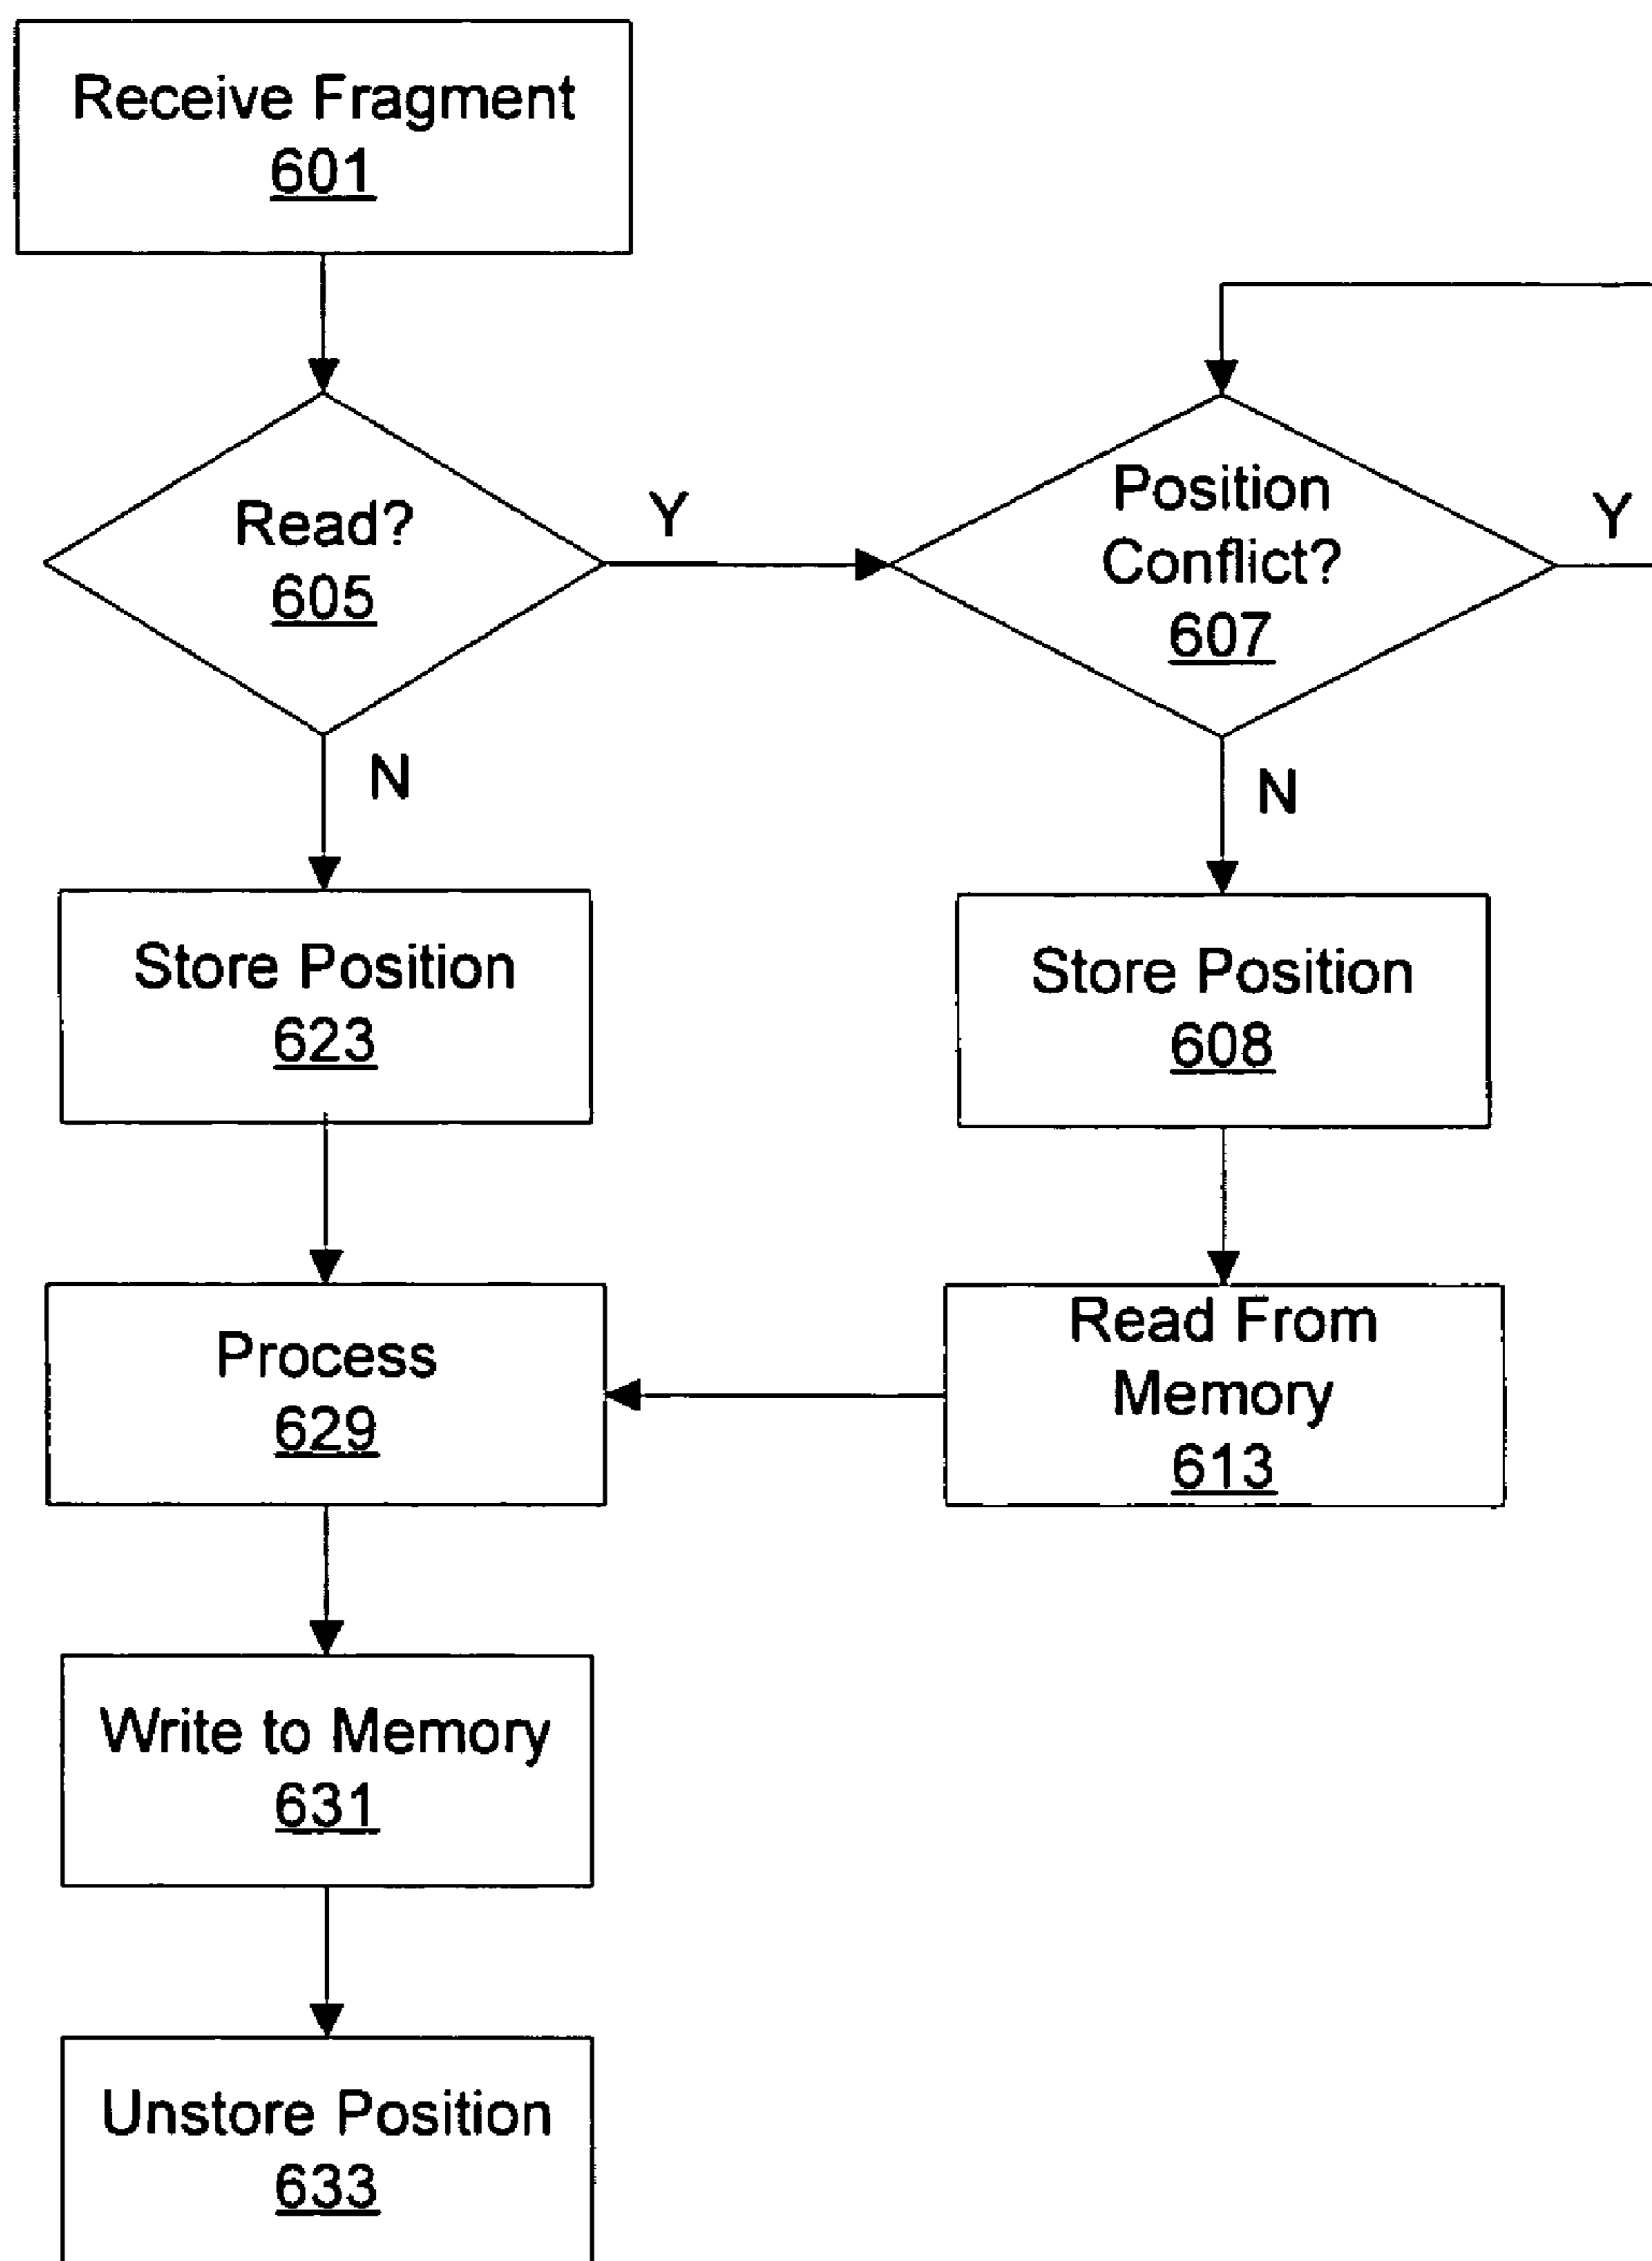 Receive Fragment
601
Read?
605
Y
Position
Conflict?
607
Y
N
N
Store Position
623
Store Position
608
Process
629
Read From
Memory
613
Write to Memory
631
Unstore Position
633